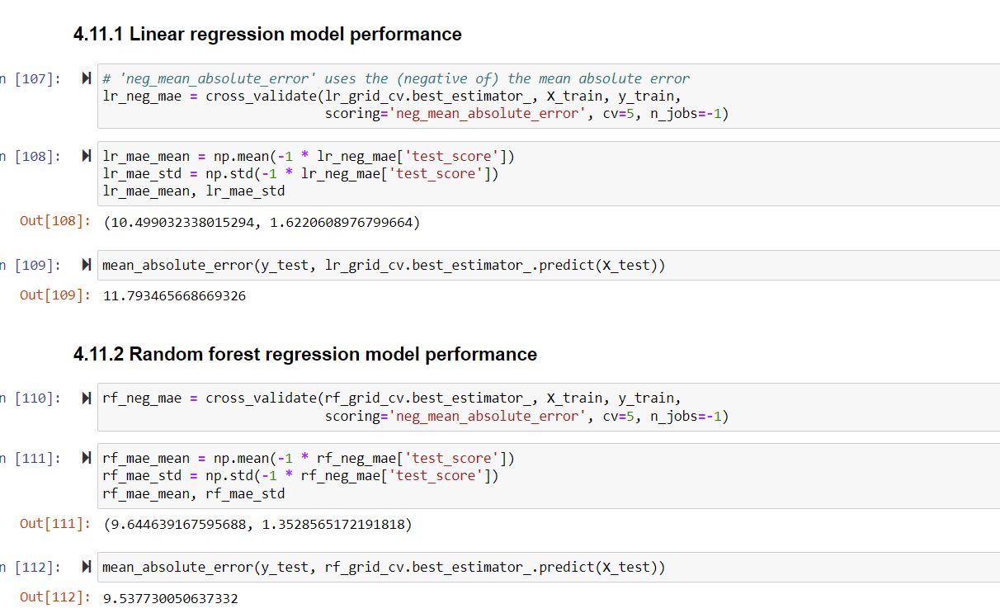 4.11.1 Linear regression model performance
n [107]:
# 'neg_mean_absolute_error' uses the (negative of) the mean absolute error
lr_neg_mae = cross_validate(lr_grid_cv.best_estimator_, X_train, y_train,
scoring='neg_mean_absolute_error', cv=5, n_jobs=-1)
n [108]:
lr_mae_mean = np.mean(-1 * lr_neg_mae['test_score'])
lr_mae_std = np.std(-1 * lr_neg_mae['test_score'])
lr_mae_mean, lr_mae_std
Out[108]: (10.499032338015294, 1.6220608976799664)
n [109]: mean_absolute_error(y_test, lr_grid_cv.best_estimator_.predict(X_test))
Out[109]: 11.793465668669326
4.11.2 Random forest regression model performance
n [110]:
rf_neg_mae = cross_validate(rf_grid_cv.best_estimator_, X_train, y_train,
scoring='neg_mean_absolute_error', cv=5, n_jobs=-1)
n [111]:
rf_mae_mean = np.mean(-1 * rf_neg_mae['test_score'])
rf_mae_std = np.std(-1 * rf_neg_mae['test_score'])
rf_mae_mean, rf_mae_std
Out[111]: (9.644639167595688, 1.3528565172191818)
n [112]: mean_absolute_error(y_test, rf_grid_cv.best_estimator_.predict(X_test))
Out[112]: 9.537730050637332